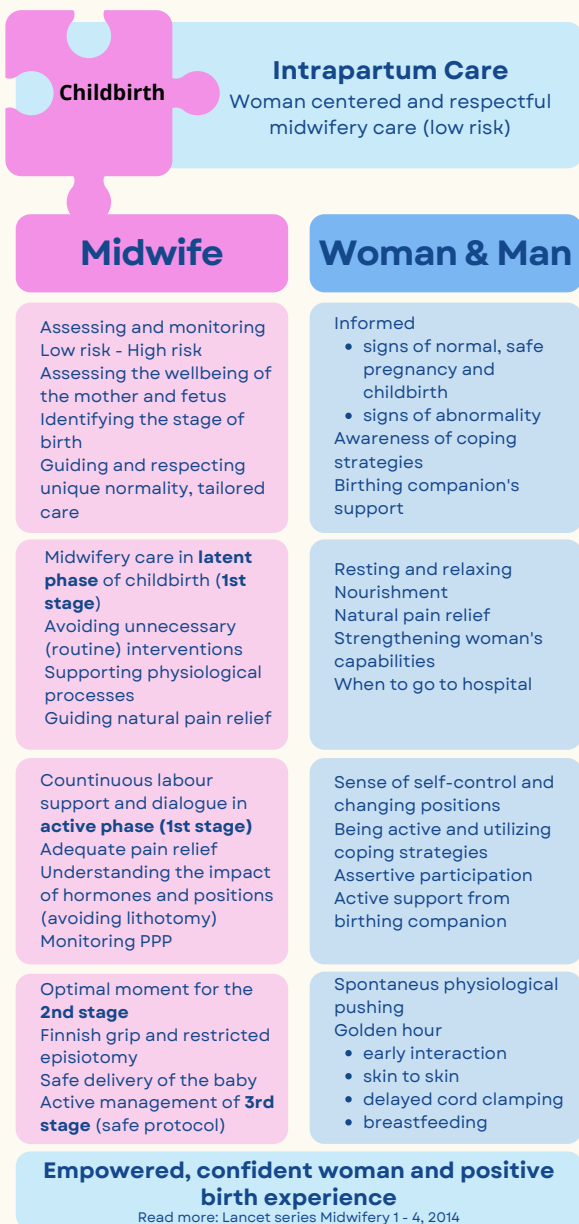 Childbirth
Intrapartum Care
Woman centered and respectful
midwifery care (low risk)
Midwife
Woman & Man
Assessing and monitoring
Low risk - High risk
Assessing the wellbeing of
the mother and fetus
Identifying the stage of
birth
Guiding and respecting
unique normality, tailored
care
Informed
• signs of normal, safe
pregnancy and
childbirth
• signs of abnormality
Awareness of coping
strategies
Birthing companion's
support
Midwifery care in latent
phase of childbirth (1st
stage)
Avoiding unnecessary
(routine) interventions
Supporting physiological
processes
Guiding natural pain relief
Resting and relaxing
Nourishment
Natural pain relief
Strengthening woman's
capabilities
When to go to hospital
Countinuous labour
support and dialogue in
active phase (1st stage)
Adequate pain relief
Understanding the impact
of hormones and positions
(avoiding lithotomy)
Monitoring PPP
Sense of self-control and
changing positions
Being active and utilizing
coping strategies
Assertive participation
Active support from
birthing companion
Optimal moment for the
2nd stage
Finnish grip and restricted
episiotomy
Safe delivery of the baby
Active management of 3rd
stage (safe protocol)
Spontaneus physiological
pushing
Golden hour
• early interaction
• skin to skin
• delayed cord clamping
• breastfeeding
Empowered, confident woman and positive
birth experience
Read more: Lancet series Midwifery 1 - 4, 2014